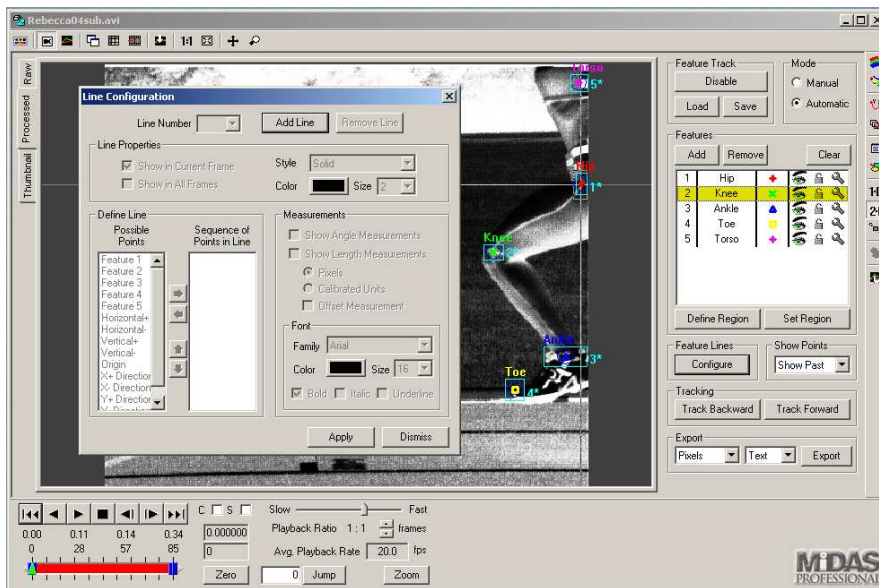 Rebecca04sub.avi
1:1
Raw
Processed
Thumbnail
Line Configuration
Line Number
Add Line
Remove Line
Line Properties
Show in Current Frame
Show in All Frames
Style Solid
Color
Size 2
Define Line
Possible Points
Sequence of Points in Line
Feature 1
Feature 2
Feature 3
Feature 4
Feature 5
Horizontal+
Horizontal-
Vertical+
Vertical-
Origin
X+ Direction
X- Direction
Y+ Direction
Measurements
Show Angle Measurements
Show Length Measurements
Pixels
Calibrated Units
Offset Measurement
Font
Family Arial
Color
Size 16
Bold
Italic
Underline
Apply
Dismiss
Torso
5*
Hip
1*
Knee
2*
Ankle
3*
Toe
4*
Feature Track
Disable
Load
Save
Mode
Manual
Automatic
Features
Add
Remove
Clear
1 Hip
2 Knee
3 Ankle
4 Toe
5 Torso
Define Region
Set Region
Feature Lines
Configure
Show Points
Show Past
Tracking
Track Backward
Track Forward
Export
Pixels
Text
Export
C
S
Slow
Fast
0.00 0.11 0.14 0.34
0 28 57 85
0.000000
0
Zero
Playback Ratio 1 : 1 frames
Avg. Playback Rate 20.0 fps
0
Jump
Zoom
MiDAS
PROFESSIONAL